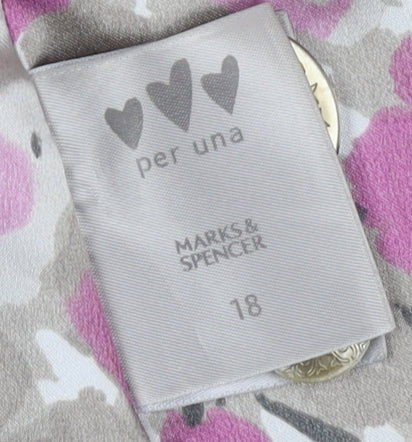 per una
MARKS &
SPENCER
18